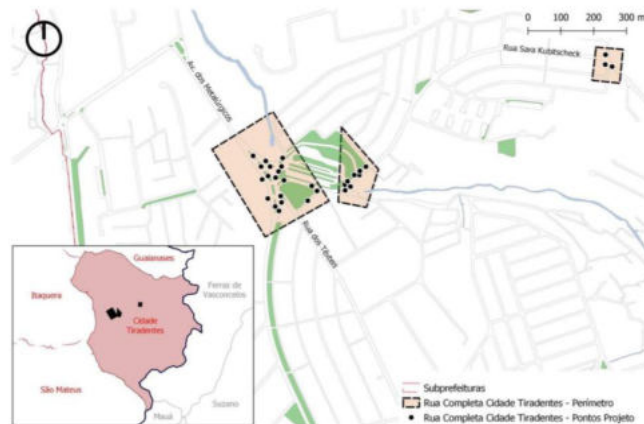 0 100 200 300 m
Rua Sara Kubitscheck
Av. dos Metalúrgicos
Rua dos Têxteis
Guaianases
Itaquera
Ferraz de
Vasconcelos
Cidade
Tiradentes
São Mateus
Mauá
Suzano
Subprefeituras
Rua Completa Cidade Tiradentes - Perímetro
Rua Completa Cidade Tiradentes - Pontos Projeto